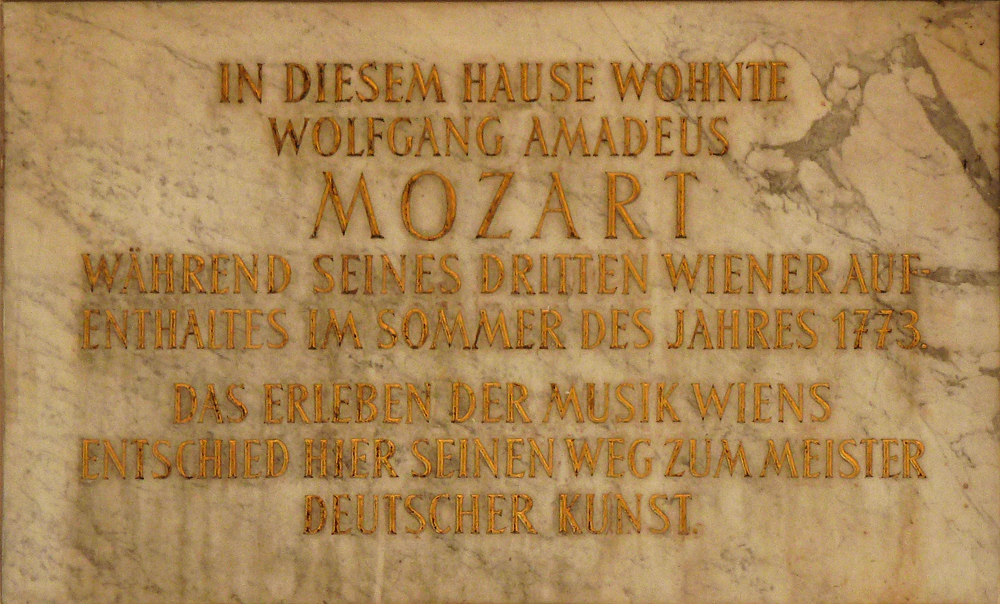 IN DIESEM HAUSE WOHNTE
WOLFGANG AMADEUS
MOZART
WÄHREND SEINES DRITTEN WIENER AUF-
ENTHALTES IM SOMMER DES JAHRES 1773.
DAS ERLEBEN DER MUSIK WIENS
ENTSCHIED HIER SEINEN WEG ZUM MEISTER
DEUTSCHER KUNST.